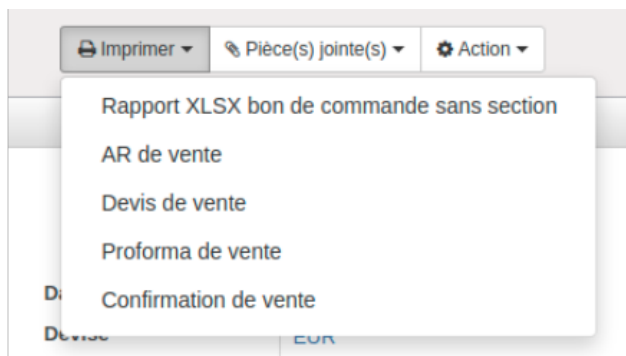 Imprimer Pièce(s) jointe(s) Action
Rapport XLSX bon de commande sans section
AR de vente
Devis de vente
Proforma de vente
Confirmation de vente
Devise EUR